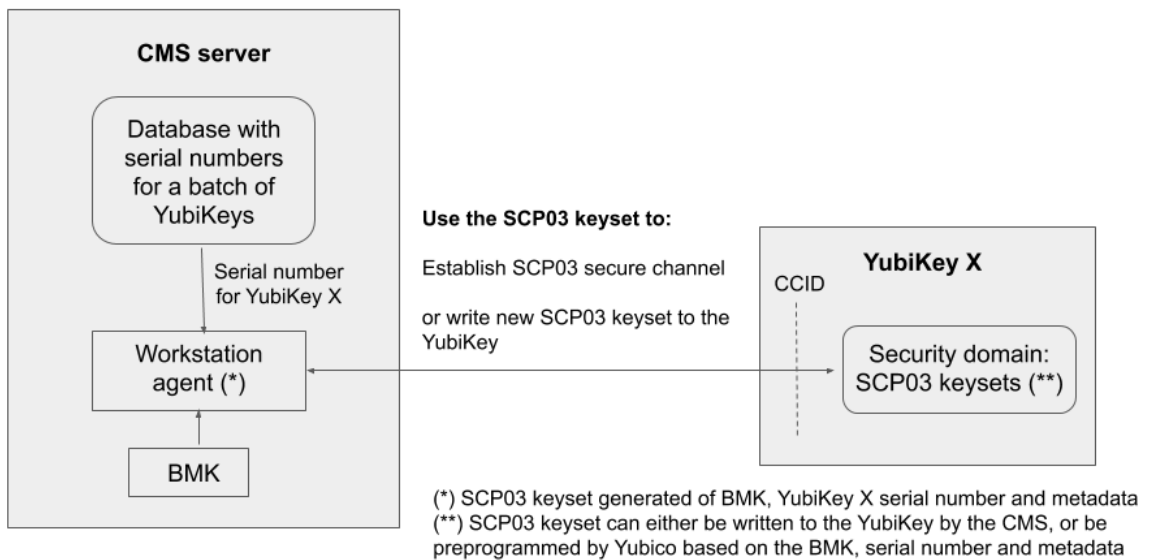 CMS server
Database with
serial numbers
for a batch of
YubiKeys
Serial number
for YubiKey X
Workstation
agent (*)
BMK
Use the SCP03 keyset to:
Establish SCP03 secure channel
or write new SCP03 keyset to the
YubiKey
CCID
YubiKey X
Security domain:
SCP03 keysets (**)
(*) SCP03 keyset generated of BMK, YubiKey X serial number and metadata
(**) SCP03 keyset can either be written to the YubiKey by the CMS, or be
preprogrammed by Yubico based on the BMK, serial number and metadata